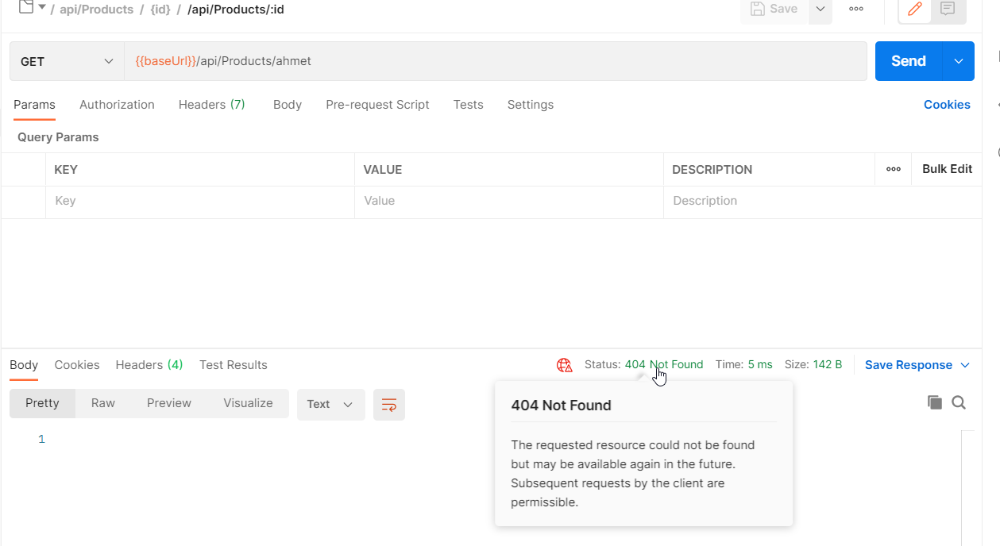 / api/Products / {id} / /api/Products/:id
Save
GET
{{baseUrl}}/api/Products/ahmet
Send
Params Authorization Headers (7) Body Pre-request Script Tests Settings
Cookies
Query Params
KEY VALUE DESCRIPTION
Bulk Edit
Key Value Description
Body Cookies Headers (4) Test Results
Status: 404 Not Found Time: 5 ms Size: 142 B
Save Response
Pretty Raw Preview Visualize
Text
1
404 Not Found
The requested resource could not be found
but may be available again in the future.
Subsequent requests by the client are
permissible.